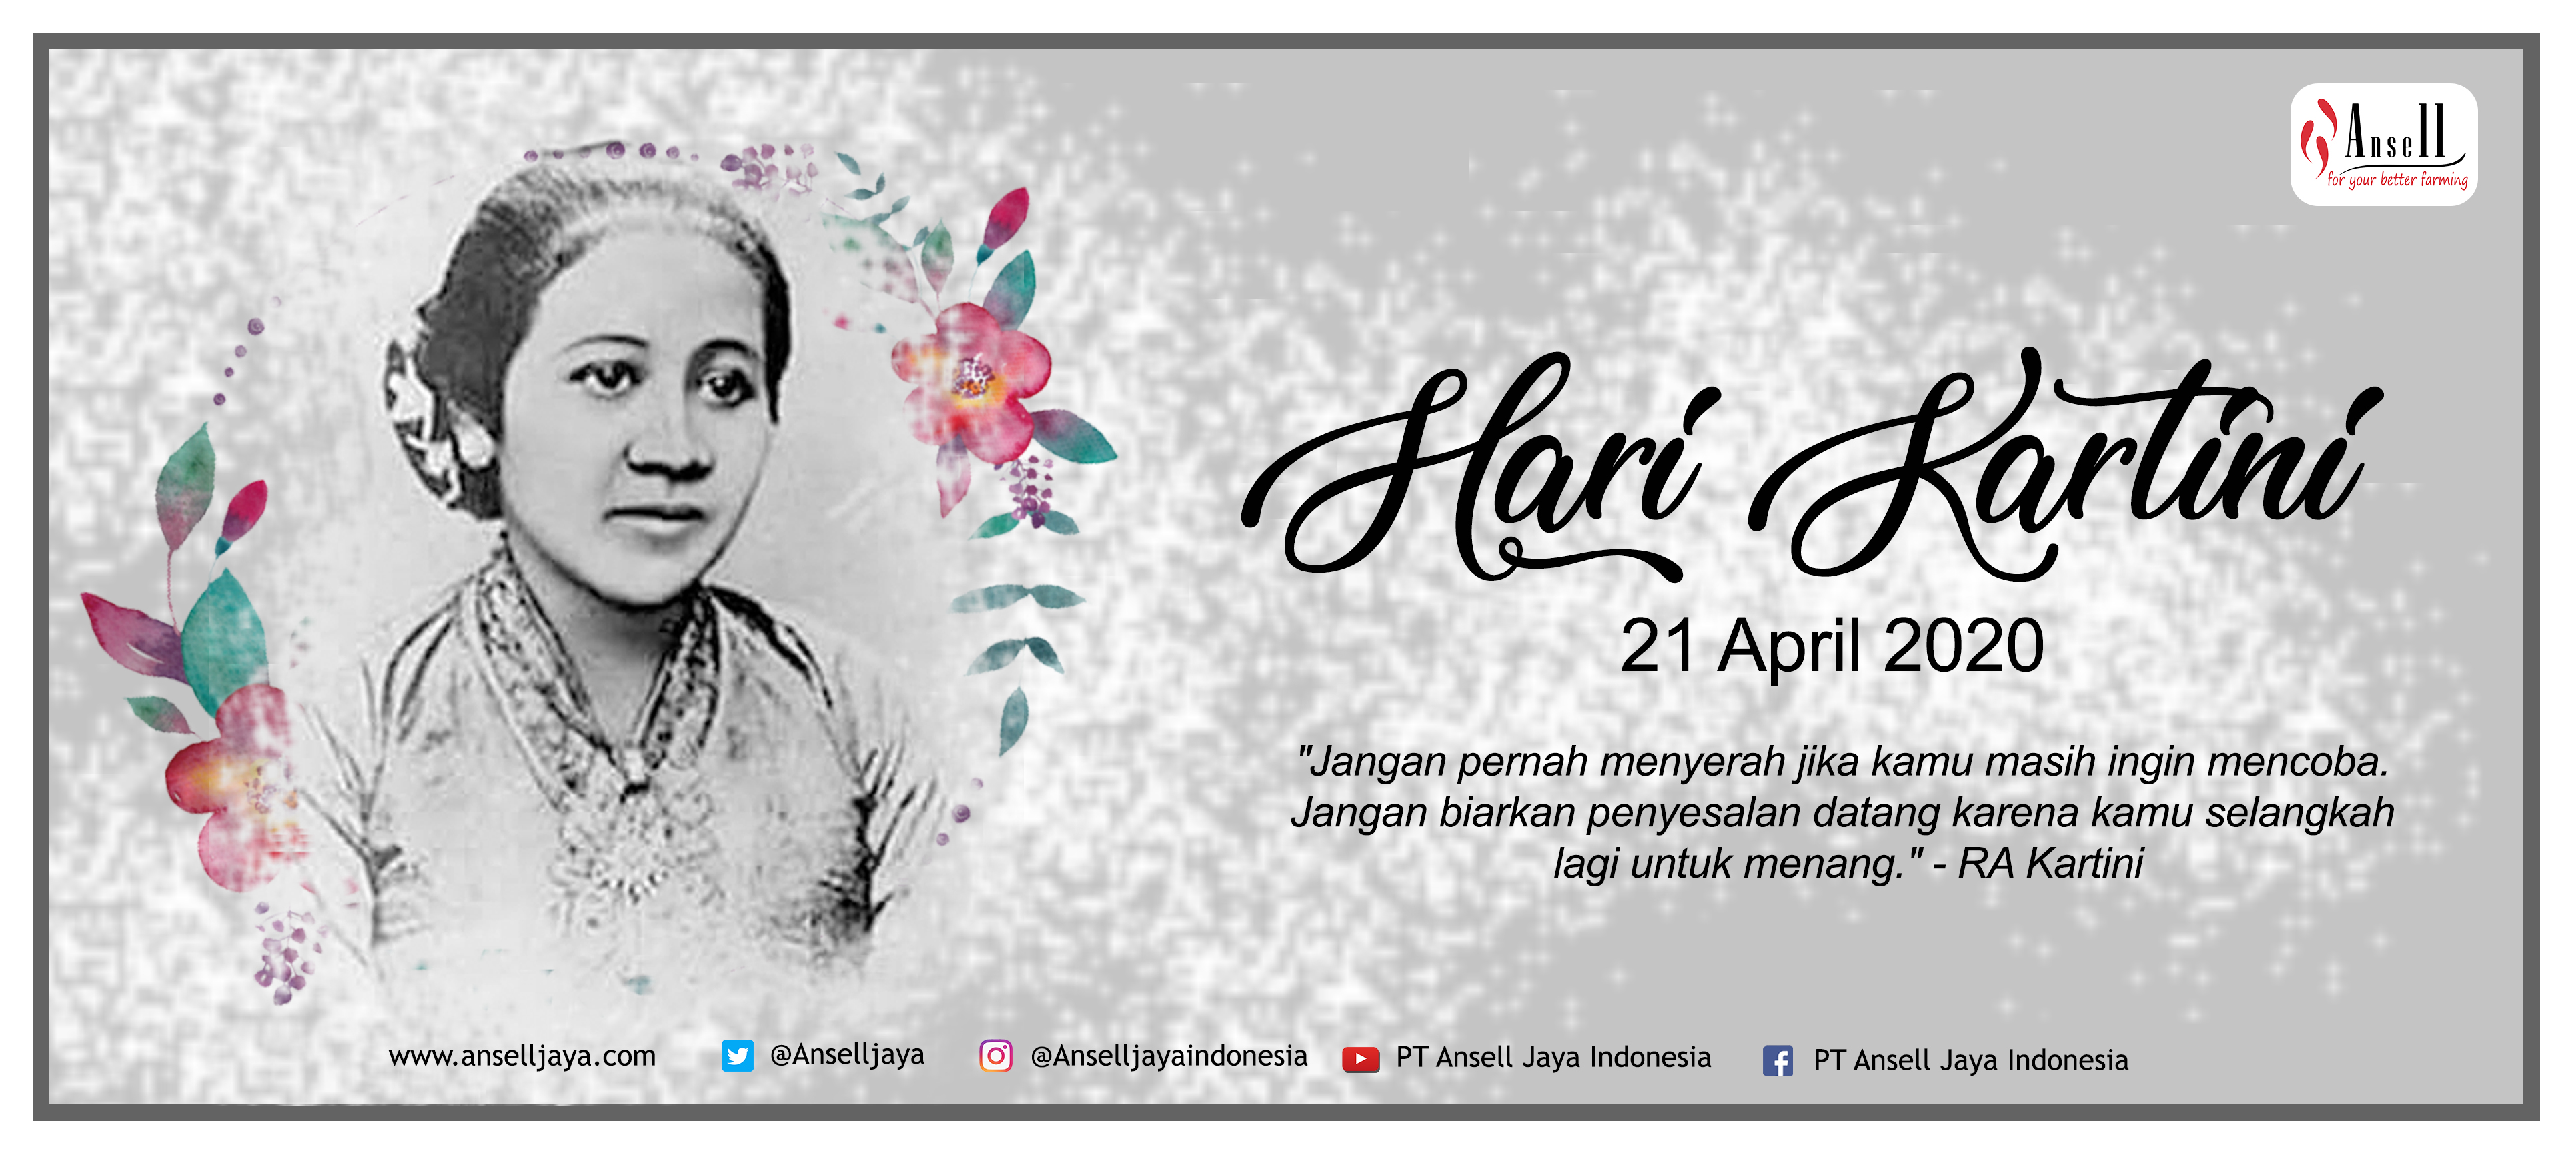 Ansell
for your better farming
Hari Kartini
21 April 2020
"Jangan pernah menyerah jika kamu masih ingin mencoba.
Jangan biarkan penyesalan datang karena kamu selangkah
lagi untuk menang." - RA Kartini
www.anselljaya.com @Anselljaya @Anselljayaindonesia PT Ansell Jaya Indonesia PT Ansell Jaya Indonesia